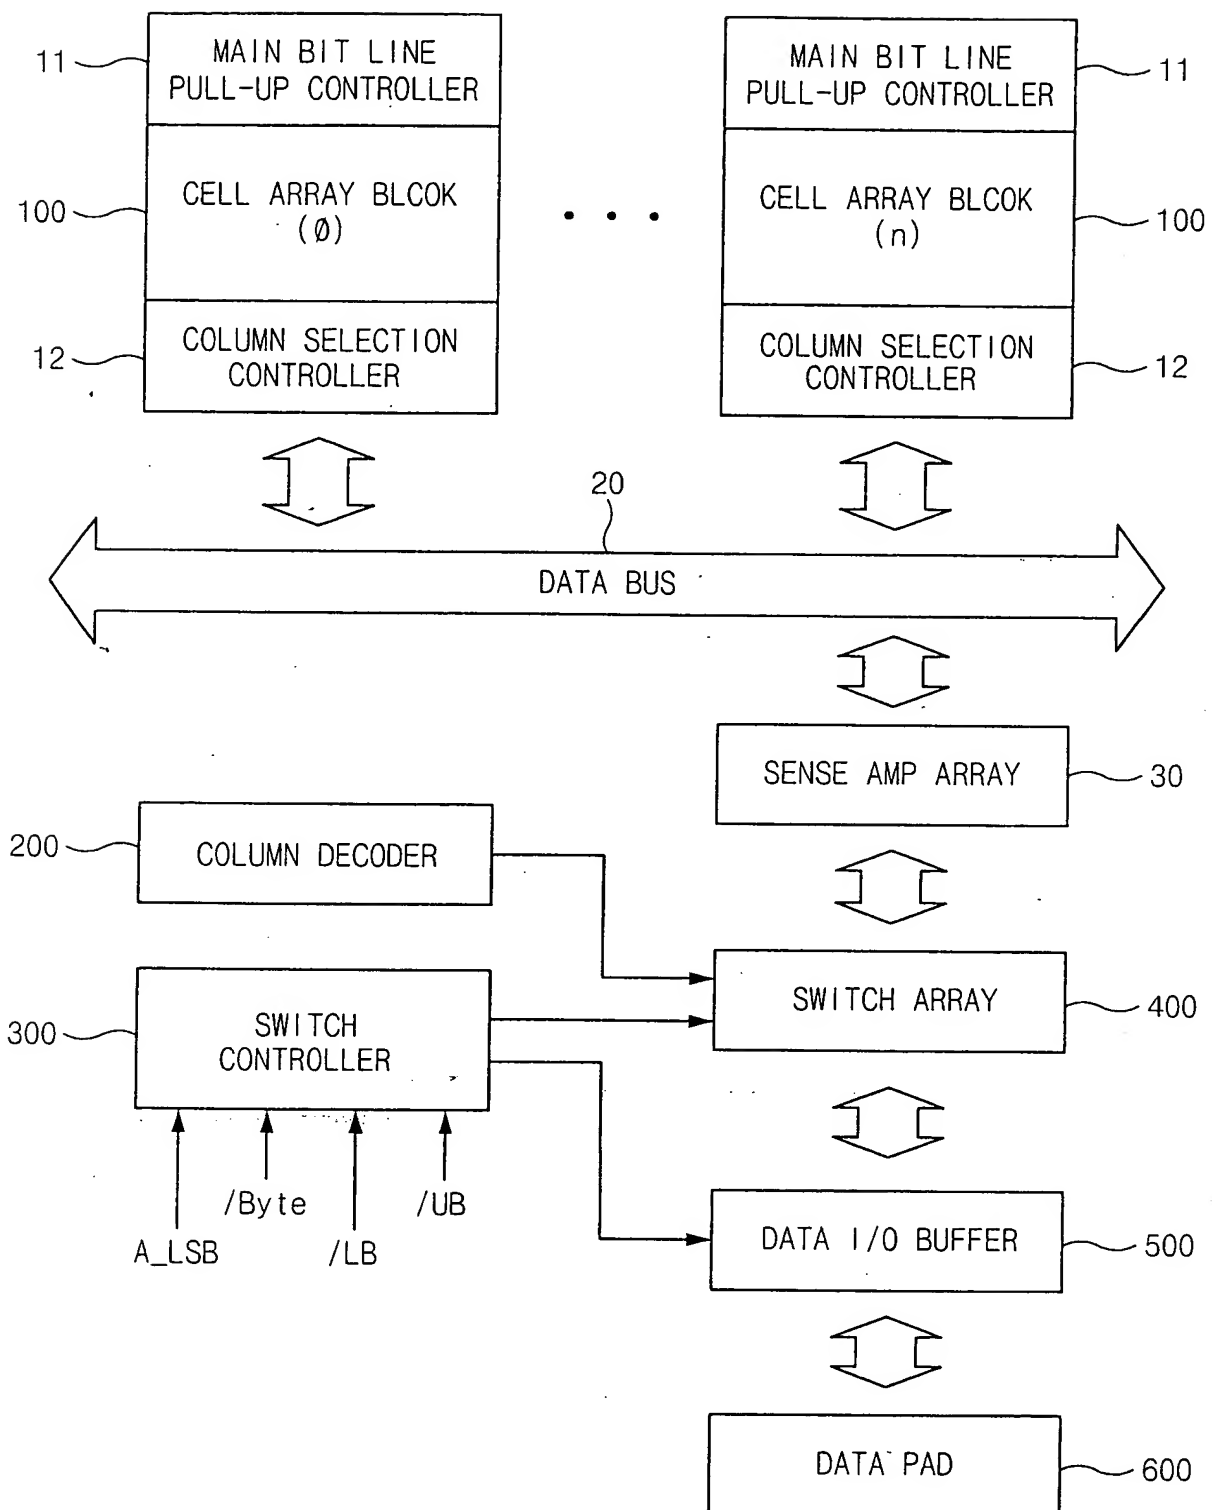 11
MAIN BIT LINE
PULL-UP CONTROLLER
MAIN BIT LINE
PULL-UP CONTROLLER
11
100
CELL ARRAY BLCOK
(Ø)
• • •
CELL ARRAY BLCOK
(n)
100
12
COLUMN SELECTION
CONTROLLER
COLUMN SELECTION
CONTROLLER
12
20
DATA BUS
SENSE AMP ARRAY
30
200
COLUMN DECODER
300
SWITCH
CONTROLLER
SWITCH ARRAY
400
A_LSB
/Byte
/LB
/UB
DATA I/O BUFFER
500
DATA PAD
600